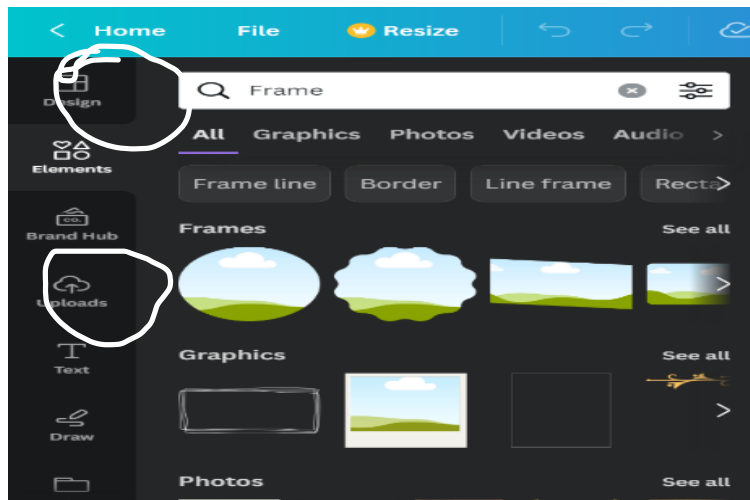 < Home File Resize
Design
Frame
All Graphics Photos Videos Audio >
Elements
Frame line Border Line frame Recta
CO.
Brand Hub
Frames See all
Uploads
Graphics See all
Text
Draw
Photos See all